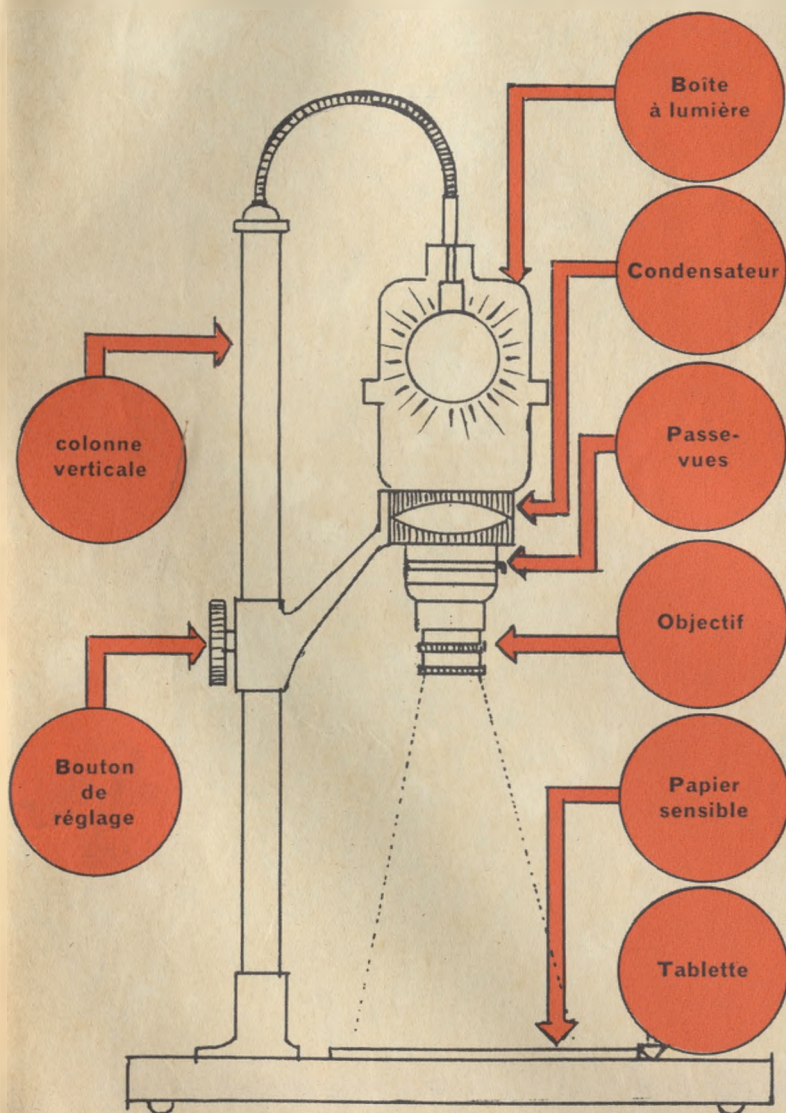 Boîte
à lumière
Condensateur
Passe-
vues
colonne
verticale
Objectif
Bouton
de
réglage
Papier
sensible
Tablette